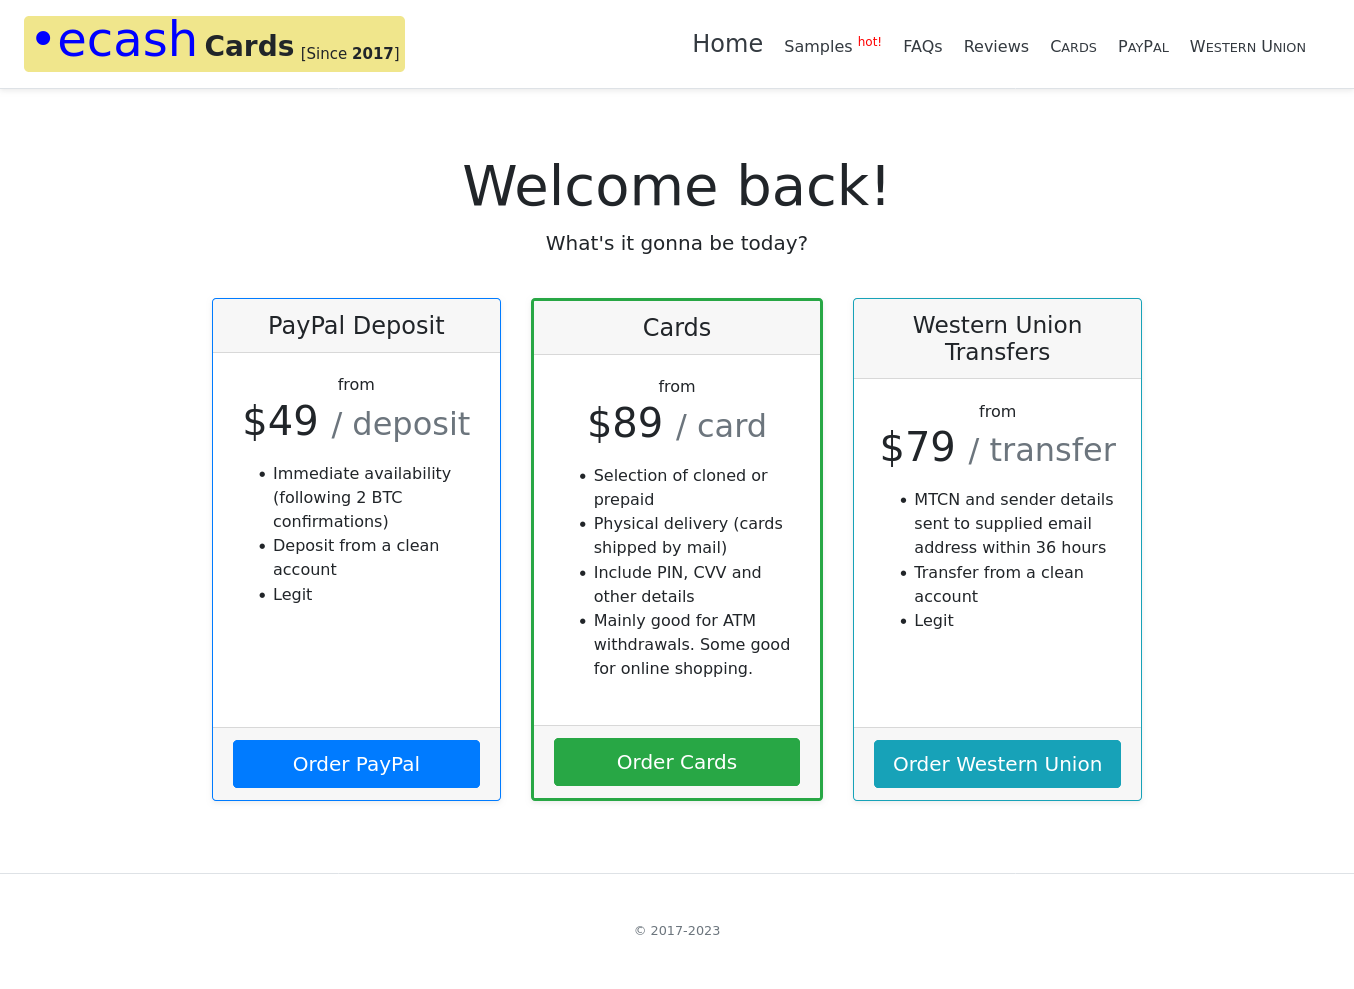 •ecash Cards [Since 2017]
Home Samples hot! FAQs Reviews Cards PayPal Western Union
Welcome back!
What's it gonna be today?
PayPal Deposit
from
$49 / deposit
• Immediate availability
(following 2 BTC
confirmations)
• Deposit from a clean
account
• Legit
Order PayPal
Cards
from
$89 / card
• Selection of cloned or
prepaid
• Physical delivery (cards
shipped by mail)
• Include PIN, CVV and
other details
• Mainly good for ATM
withdrawals. Some good
for online shopping.
Order Cards
Western Union
Transfers
from
$79 / transfer
• MTCN and sender details
sent to supplied email
address within 36 hours
• Transfer from a clean
account
• Legit
Order Western Union
© 2017-2023